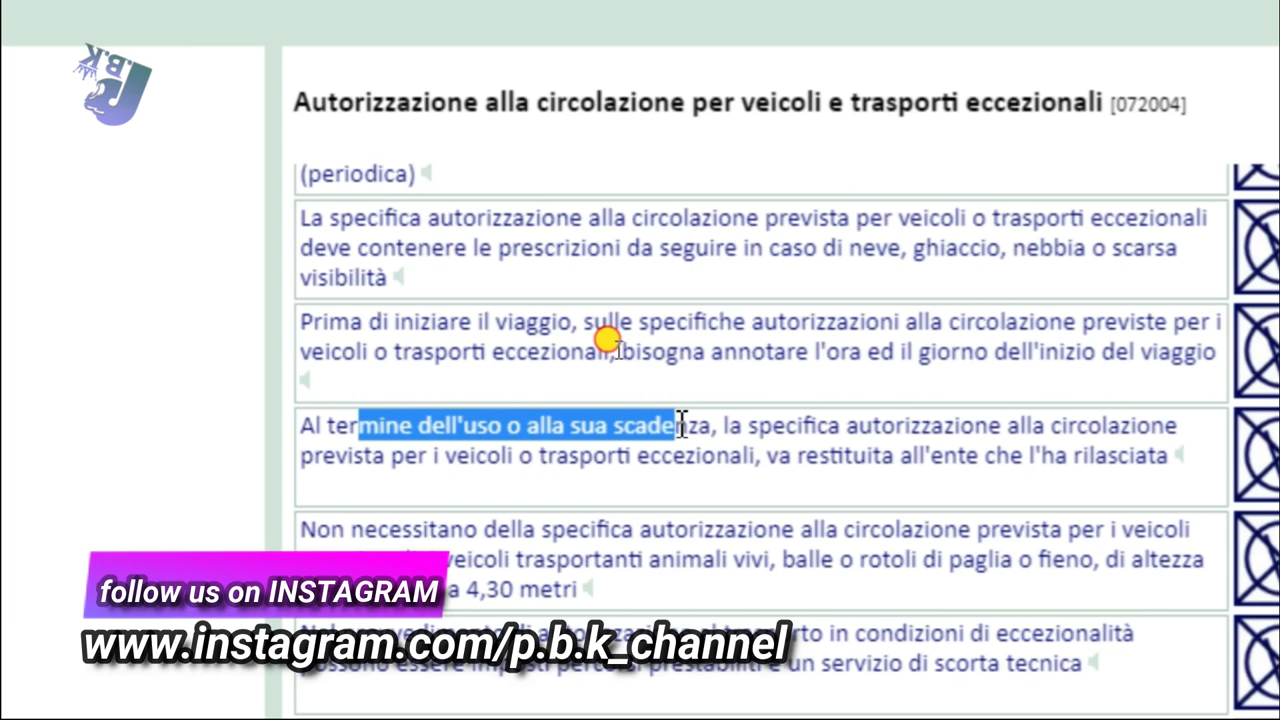 P.B.K
Autorizzazione alla circolazione per veicoli e trasporti eccezionali [072004]
(periodica)
La specifica autorizzazione alla circolazione prevista per veicoli o trasporti eccezionali
deve contenere le prescrizioni da seguire in caso di neve, ghiaccio, nebbia o scarsa
visibilità
Prima di iniziare il viaggio, sulle specifiche autorizzazioni alla circolazione previste per i
veicoli o trasporti eccezionali, bisogna annotare l'ora ed il giorno dell'inizio del viaggio
Al termine dell'uso o alla sua scadenza, la specifica autorizzazione alla circolazione
prevista per i veicoli o trasporti eccezionali, va restituita all'ente che l'ha rilasciata
Non necessitano della specifica autorizzazione alla circolazione prevista per i veicoli
veicoli trasportanti animali vivi, balle o rotoli di paglia o fieno, di altezza
a 4,30 metri
in condizioni di eccezionalità
un servizio di scorta tecnica
follow us on INSTAGRAM
www.instagram.com/p.b.k_channel